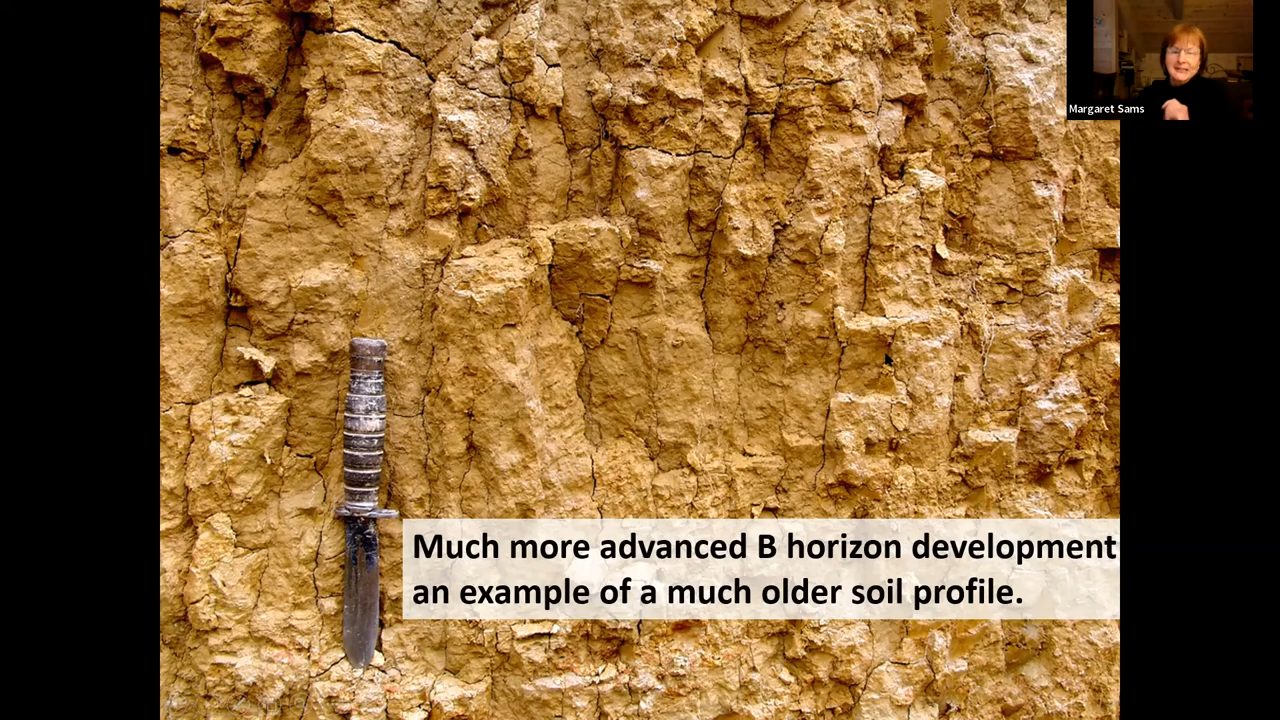 Margaret Sams
Much more advanced B horizon development
an example of a much older soil profile.